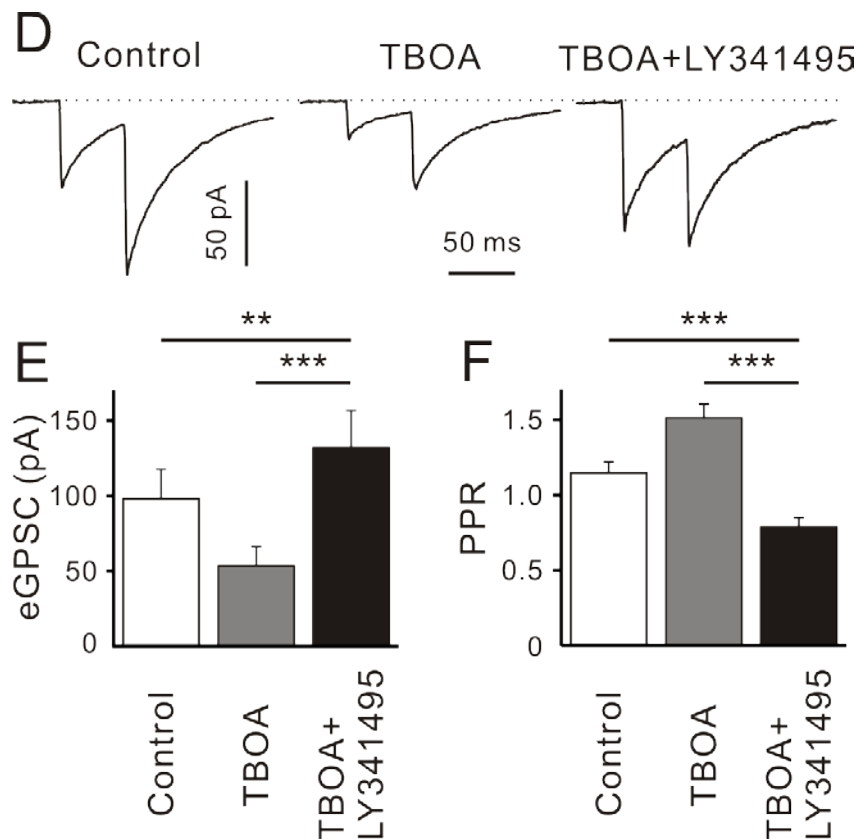 D
Control
TBOA
TBOA+LY341495
50 pA
50 ms
E
**
***
eGPSC (pA)
150
100
50
0
Control
TBOA
TBOA+
LY341495
F
***
***
PPR
1.5
1.0
0.5
0
Control
TBOA
TBOA+
LY341495